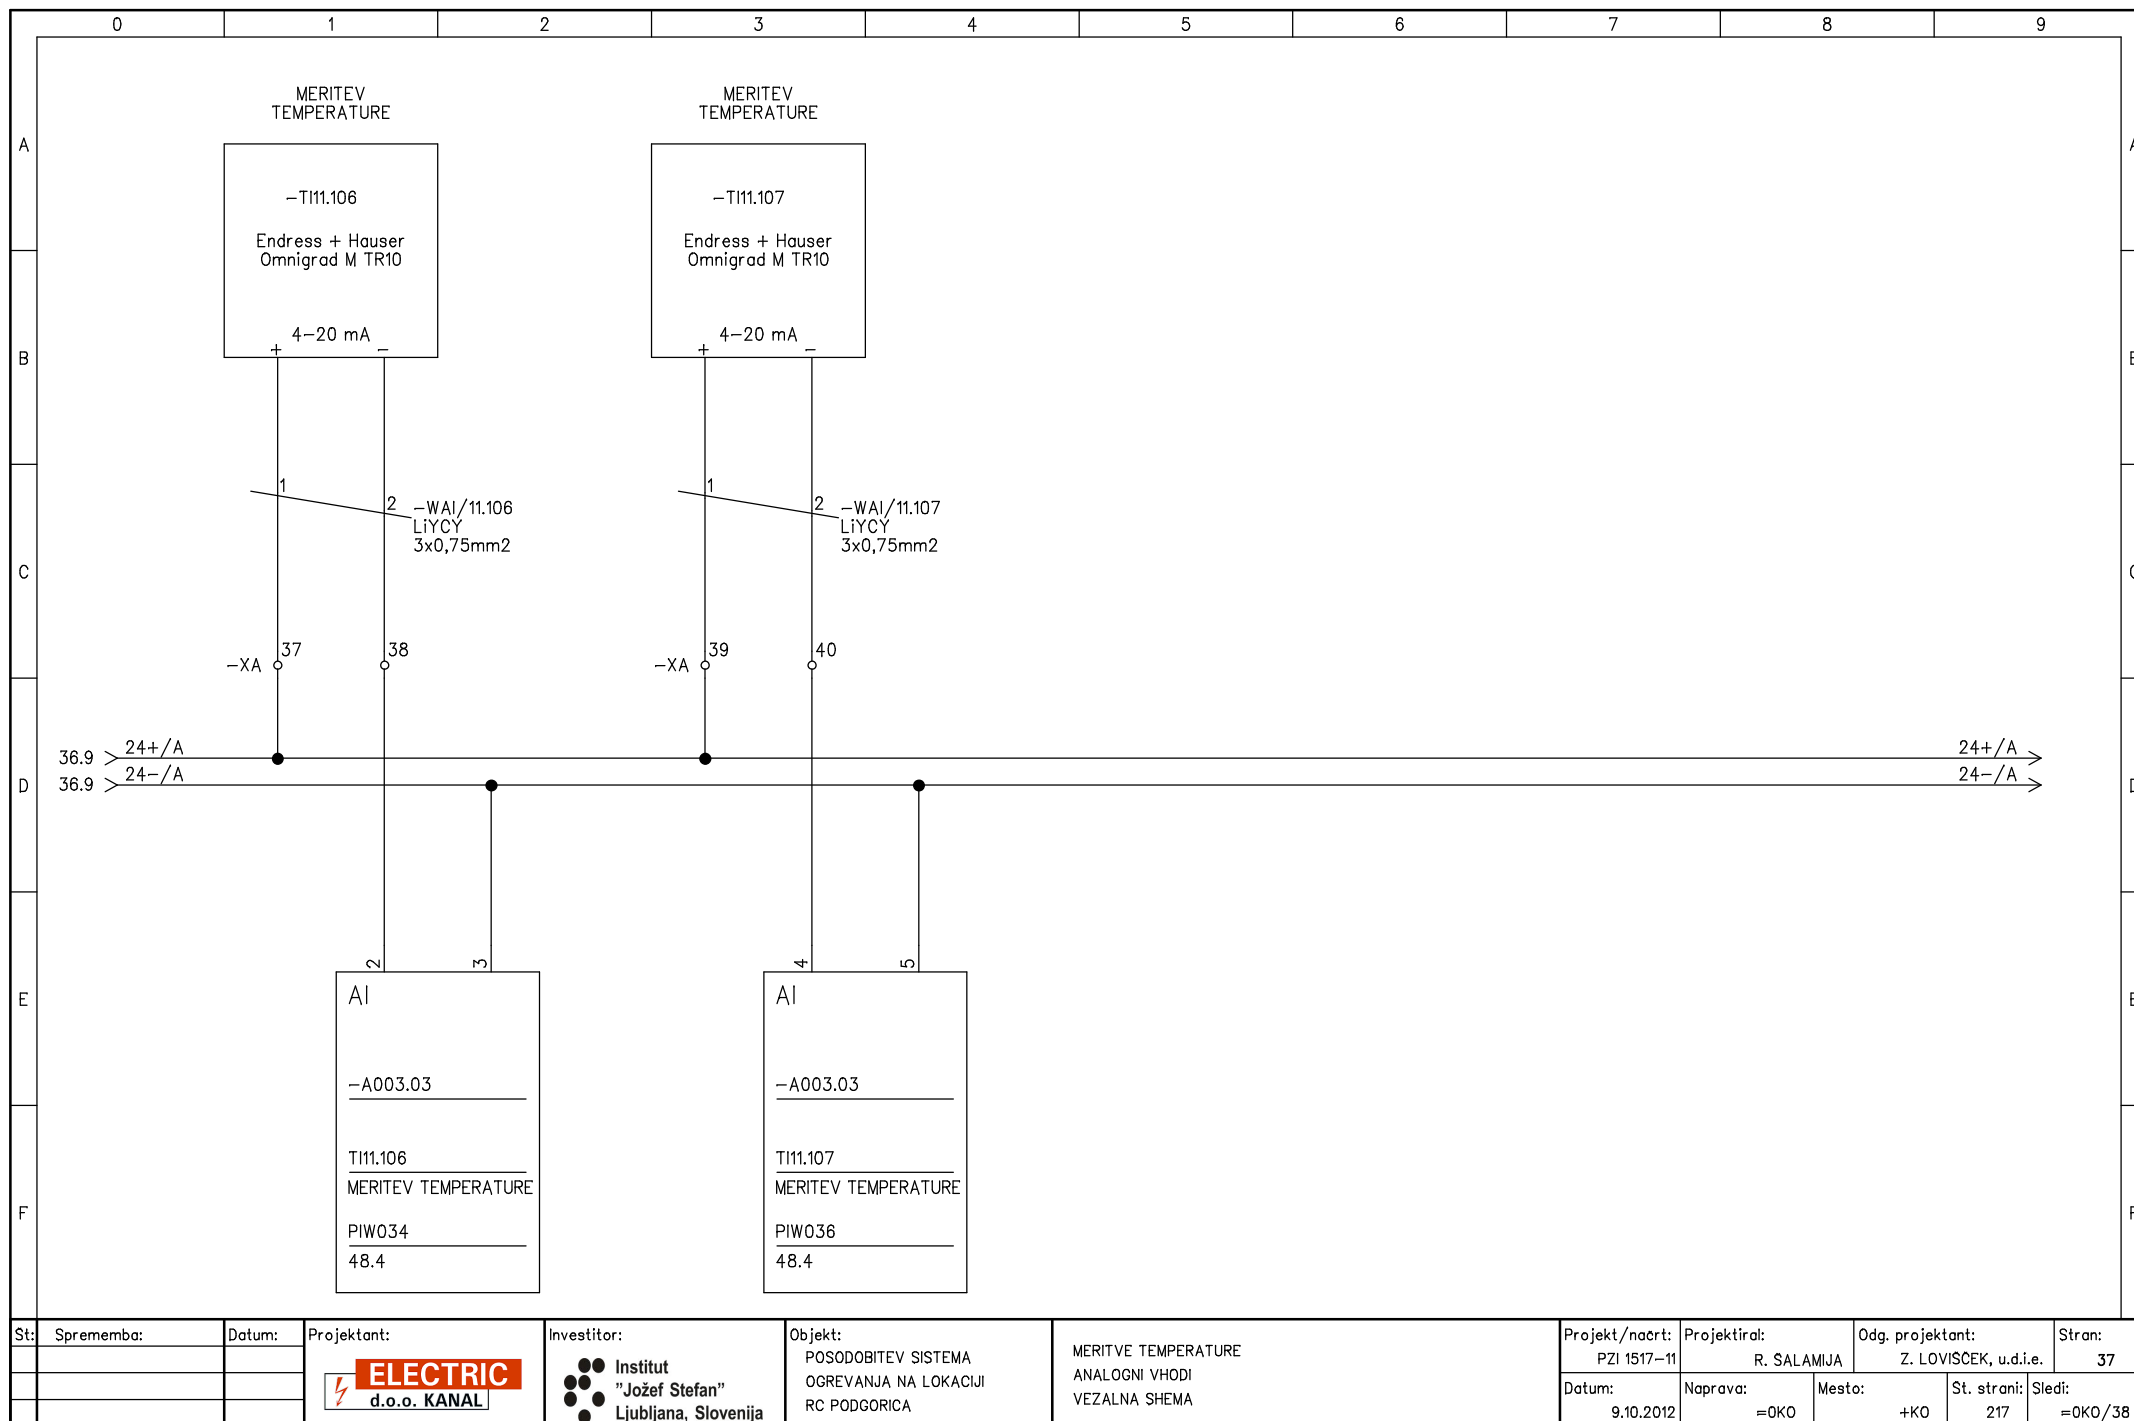 0 1 2 3 4 5 6 7 8 9
MERITEV
TEMPERATURE
MERITEV
TEMPERATURE
A
-TI11.106
-TI11.107
Endress + Hauser
Omnigrad M TR10
Endress + Hauser
Omnigrad M TR10
4-20 mA
4-20 mA
+ -
+ -
B
1
2
-WAI/11.106
LiYCY
3x0,75mm2
1
2
-WAI/11.107
LiYCY
3x0,75mm2
C
-XA 37 38
-XA 39 40
36.9 24+/A 24+/A
36.9 24-/A 24-/A
D
2 3
4 5
E
AI
-A003.03
TI11.106
MERITEV TEMPERATURE
PIW034
48.4
AI
-A003.03
TI11.107
MERITEV TEMPERATURE
PIW036
48.4
F
Št: Sprememba: Datum:
Projektant:
ELECTRIC
d.o.o. KANAL
Investitor:
Institut
"Jožef Stefan"
Ljubljana, Slovenija
Objekt:
POSODOBITEV SISTEMA
OGREVANJA NA LOKACIJI
RC PODGORICA
MERITVE TEMPERATURE
ANALOGNI VHODI
VEZALNA SHEMA
Projekt/načrt:
PZI 1517-11
Projektiral:
R. ŠALAMIJA
Odg. projektant:
Z. LOVIŠČEK, u.d.i.e.
Stran:
37
Datum:
9.10.2012
Naprava:
=OKO
Mesto:
+KO
Št. strani:
217
Sledi:
=OKO/38